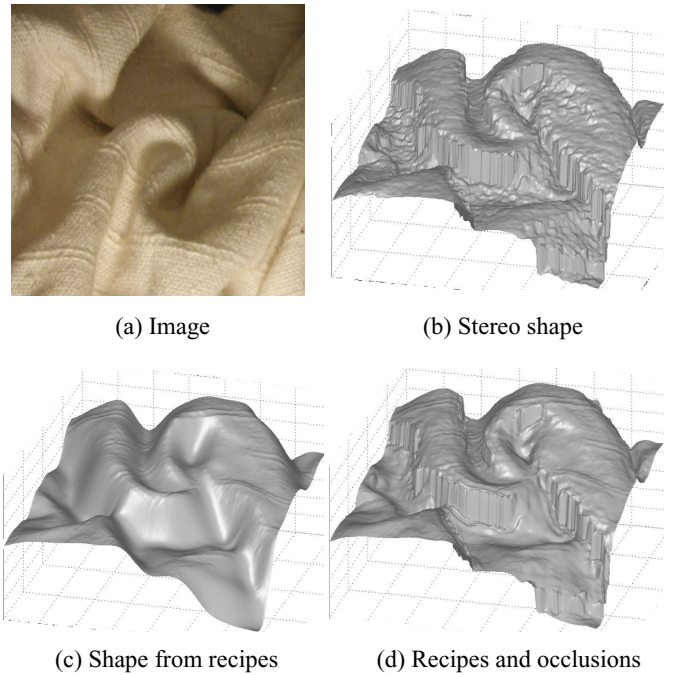 (a) Image
(b) Stereo shape
(c) Shape from recipes
(d) Recipes and occlusions